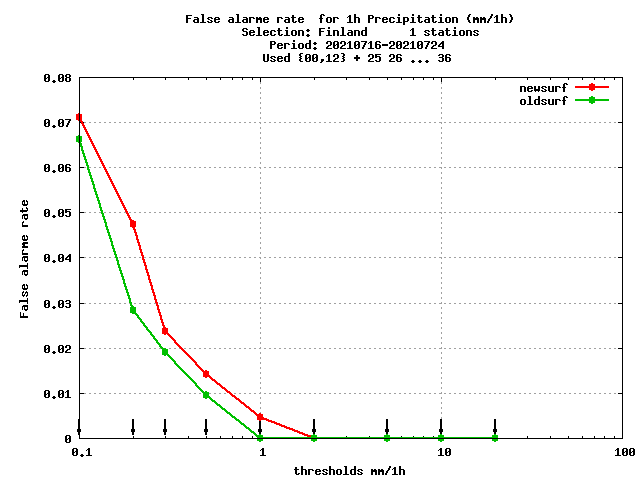 False alarme rate  for 1h Precipitation (mm/1h)
Selection: Finland      1 stations
Period: 20210716-20210724
Used {00,12} + 25 26 ... 36
newsurf
oldsurf
0.08
0.07
0.06
0.05
0.04
0.03
0.02
0.01
0
False alarme rate
0.1
1
10
100
thresholds mm/1h